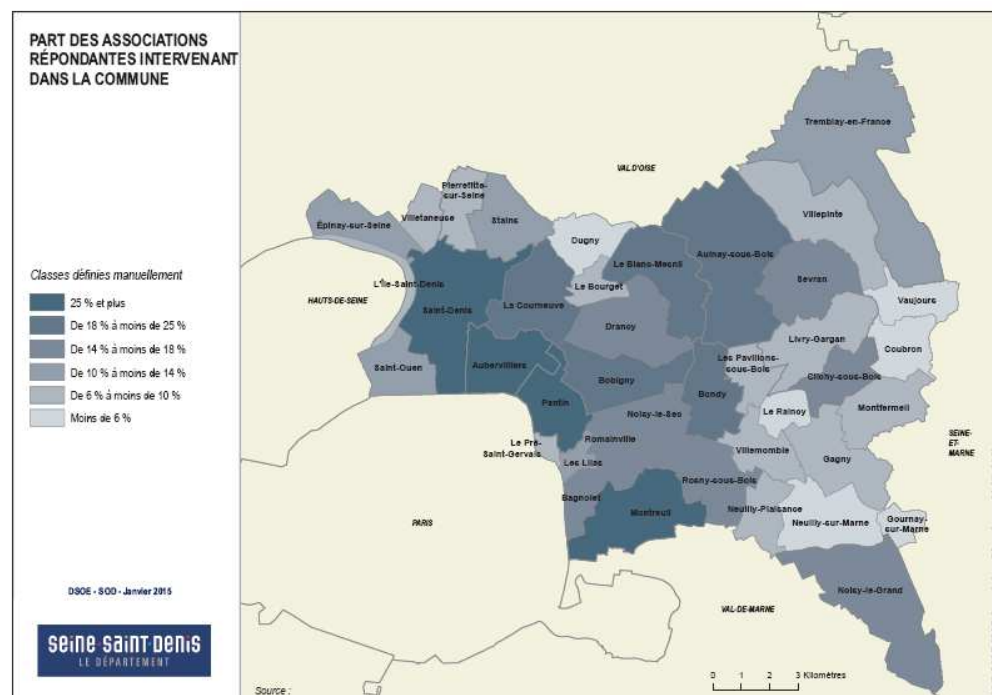 PART DES ASSOCIATIONS
RÉPONDANTES INTERVENANT
DANS LA COMMUNE
Classes définies manuellement
25 % et plus
De 18 % à moins de 25 %
De 14 % à moins de 18 %
De 10 % à moins de 14 %
De 6 % à moins de 10 %
Moins de 6 %
DSOE - SOD - Janvier 2015
seine-saint-denis
LE DÉPARTEMENT
Source :
Tremblay-en-France
VAL D'OISE
Pierrefitte-
sur-Seine
Villetaneuse
Stains
Épinay-sur-Seine
Villepinte
Dugny
Aulnay-sous-Bois
Le Blanc-Mesnil
Sevran
L'Île-Saint-Denis
Le Bourget
HAUTS-DE-SEINE
Saint-Denis
La Courneuve
Vaujours
Drancy
Livry-Gargan
Coubron
Saint-Ouen
Aubervilliers
Les Pavillons-
sous-Bois
Clichy-sous-Bois
Bobigny
Bondy
Pantin
Noisy-le-Sec
Le Raincy
Montfermeil
Le Pré-
Saint-Gervais
Romainville
SEINE-
ET-
MARNE
Les Lilas
Villemomble
Gagny
Rosny-sous-Bois
Bagnolet
Montreuil
Neuilly-Plaisance
Neuilly-sur-Marne
Gournay-
sur-Marne
PARIS
Noisy-le-Grand
VAL-DE-MARNE
0 1 2 3 Kilomètres